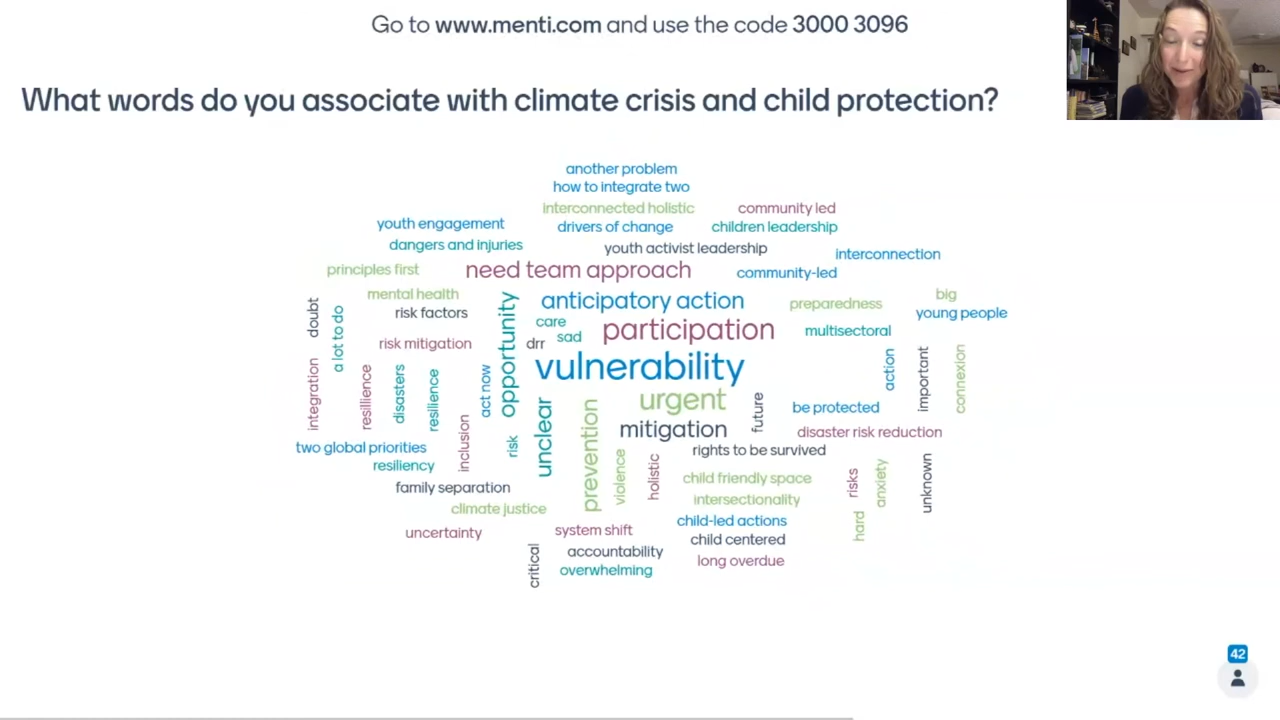 Go to www.menti.com and use the code 3000 3096
What words do you associate with climate crisis and child protection?
another problem
how to integrate two
interconnected holistic
community led
youth engagement
drivers of change
children leadership
dangers and injuries
youth activist leadership
interconnection
principles first
need team approach
community-led
mental health
anticipatory action
preparedness
big
doubt
a lot to do
risk factors
opportunity
care
sad
participation
young people
multisectoral
risk mitigation
drr
vulnerability
integration
resillience
disasters
resilience
act now
action
important
connexion
urgent
future
be protected
inclusion
risk
unclear
prevention
mitigation
disaster risk reduction
two global priorities
rights to be survived
resiliency
violence
holistic
child friendly space
risks
anxiety
unknown
family separation
intersectionality
climate justice
child-led actions
hard
uncertainty
system shift
child centered
critical
accountability
long overdue
overwhelming
42